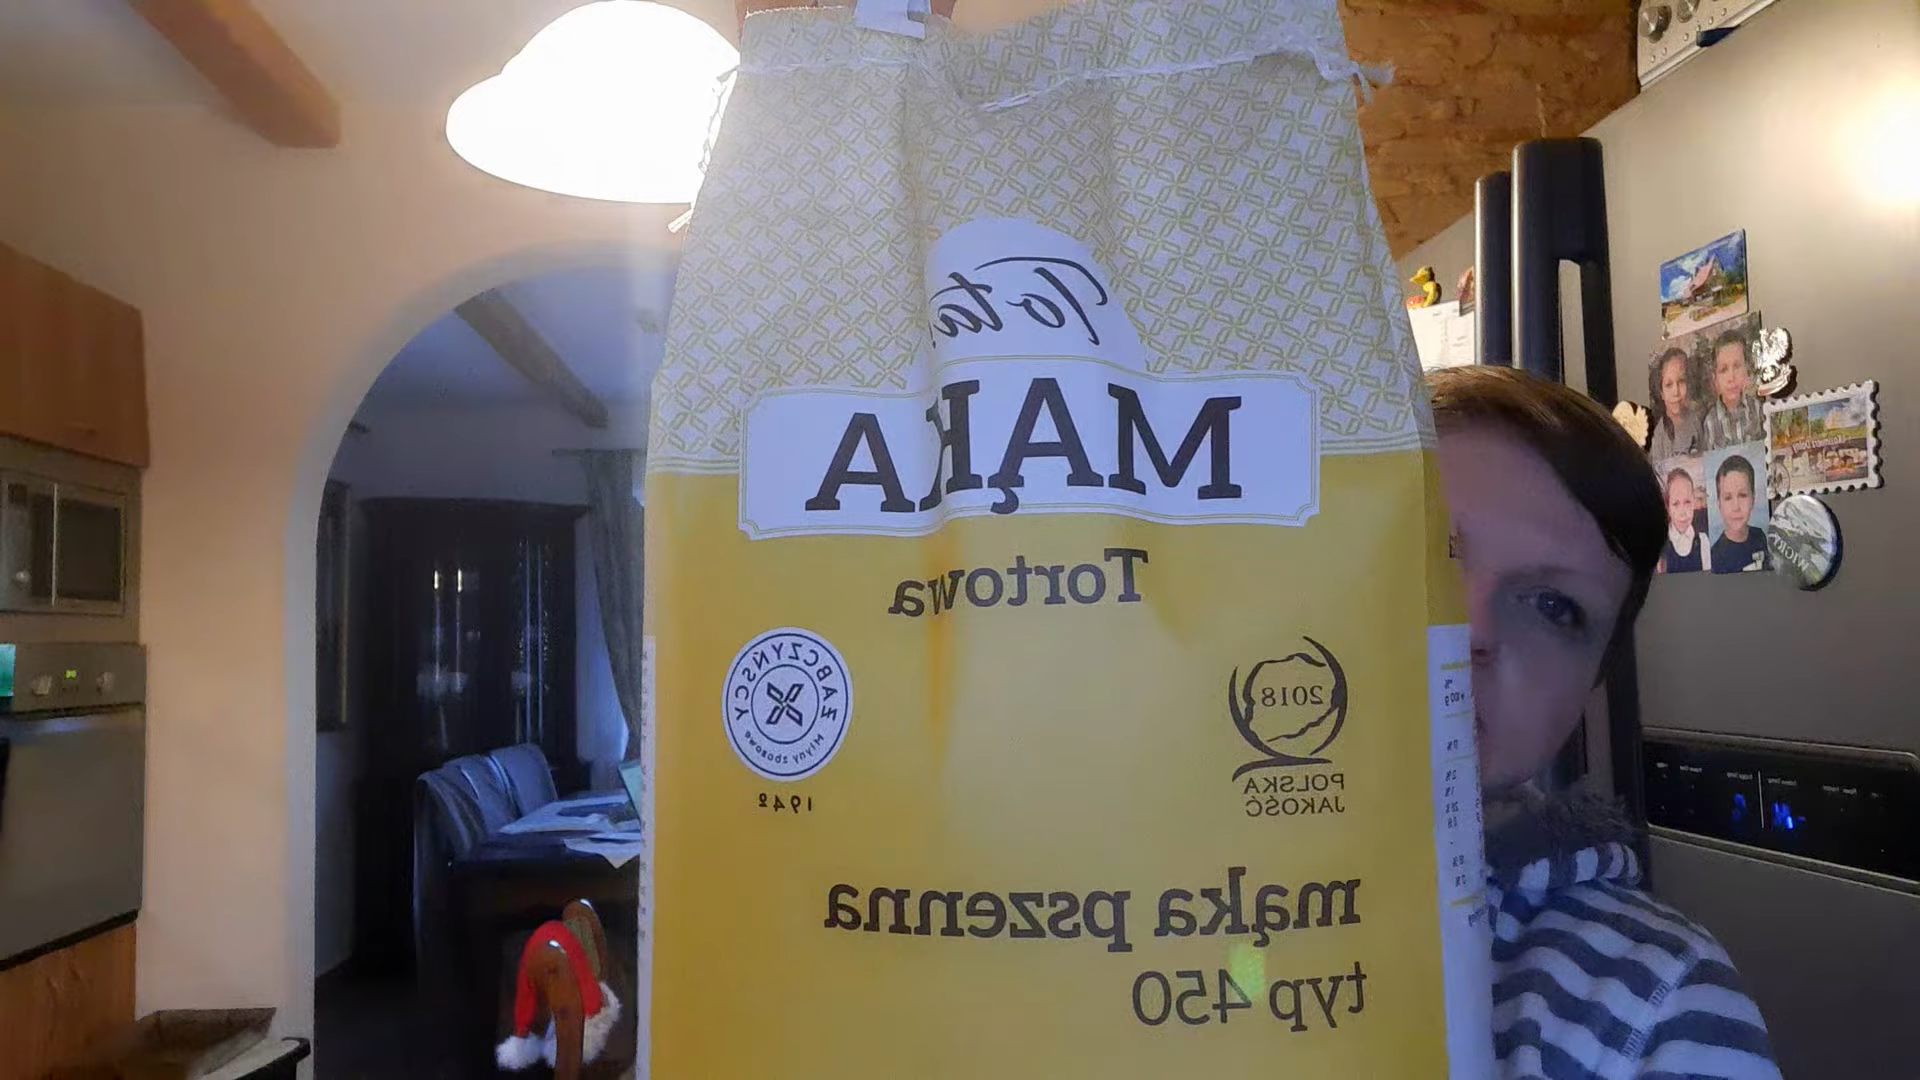 To ta
MĄKA
Tortowa
ŻABCZYŃSCY
Młyny zbożowe
1942
2018
POLSKA
JAKOŚĆ
mąka pszenna
typ 450